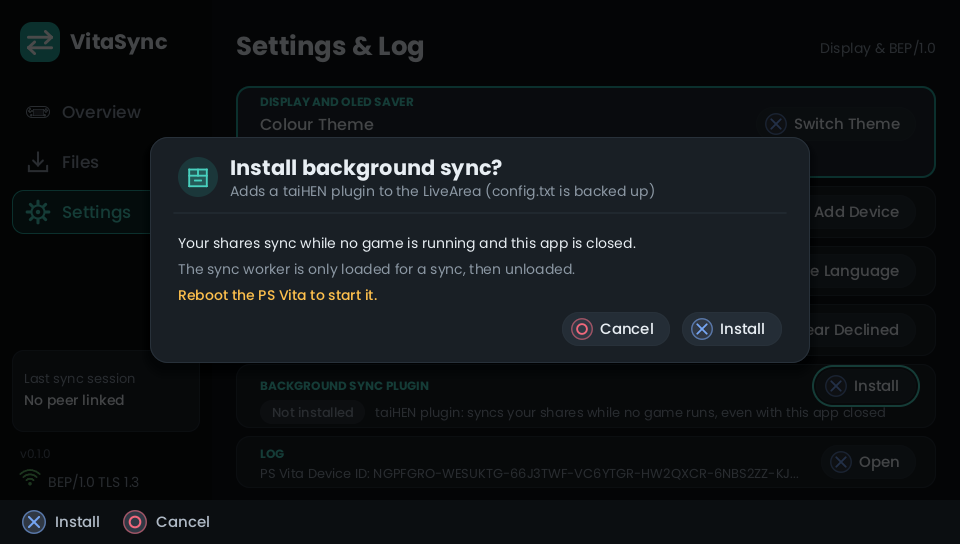 VitaSync
Settings & Log
Display & BEP/1.0
Overview
Files
Settings
DISPLAY AND OLED SAVER
Colour Theme
Switch Theme
Add Device
e Language
ear Declined
Install background sync?
Adds a taiHEN plugin to the LiveArea (config.txt is backed up)
Your shares sync while no game is running and this app is closed.
The sync worker is only loaded for a sync, then unloaded.
Reboot the PS Vita to start it.
Cancel
Install
Last sync session
No peer linked
BACKGROUND SYNC PLUGIN
Not installed
taiHEN plugin: syncs your shares while no game runs, even with this app closed
Install
LOG
PS Vita Device ID: NGPFGRO-WESUKTG-66J3TWF-VC6YTGR-HW2QXCR-6NBS2ZZ-KJ...
Open
v0.1.0
BEP/1.0 TLS 1.3
Install
Cancel